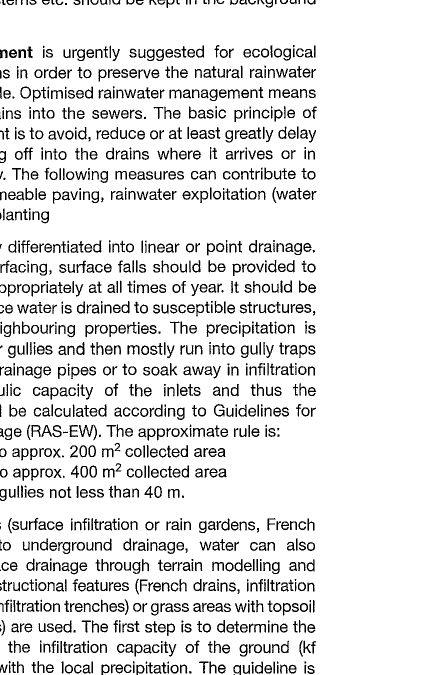 etc. should be kept in the background
ment is urgently suggested for ecological
s in order to preserve the natural rainwater
le. Optimised rainwater management means
ins into the sewers. The basic principle of
nt is to avoid, reduce or at least greatly delay
g off into the drains where it arrives or in
. The following measures can contribute to
meable paving, rainwater exploitation (water
lanting
differentiated into linear or point drainage.
rfacing, surface falls should be provided to
ppropriately at all times of year. It should be
ce water is drained to susceptible structures,
ighbouring properties. The precipitation is
r gullies and then mostly run into gully traps
rainage pipes or to soak away in infiltration
ulic capacity of the inlets and thus the
l be calculated according to Guidelines for
age (RAS-EW). The approximate rule is:
o approx. 200 m² collected area
o approx. 400 m² collected area
gullies not less than 40 m.
s (surface infiltration or rain gardens, French
to underground drainage, water can also
ce drainage through terrain modelling and
structional features (French drains, infiltration
nfiltration trenches) or grass areas with topsoil
s) are used. The first step is to determine the
the infiltration capacity of the ground (kf
with the local precipitation. The guideline is